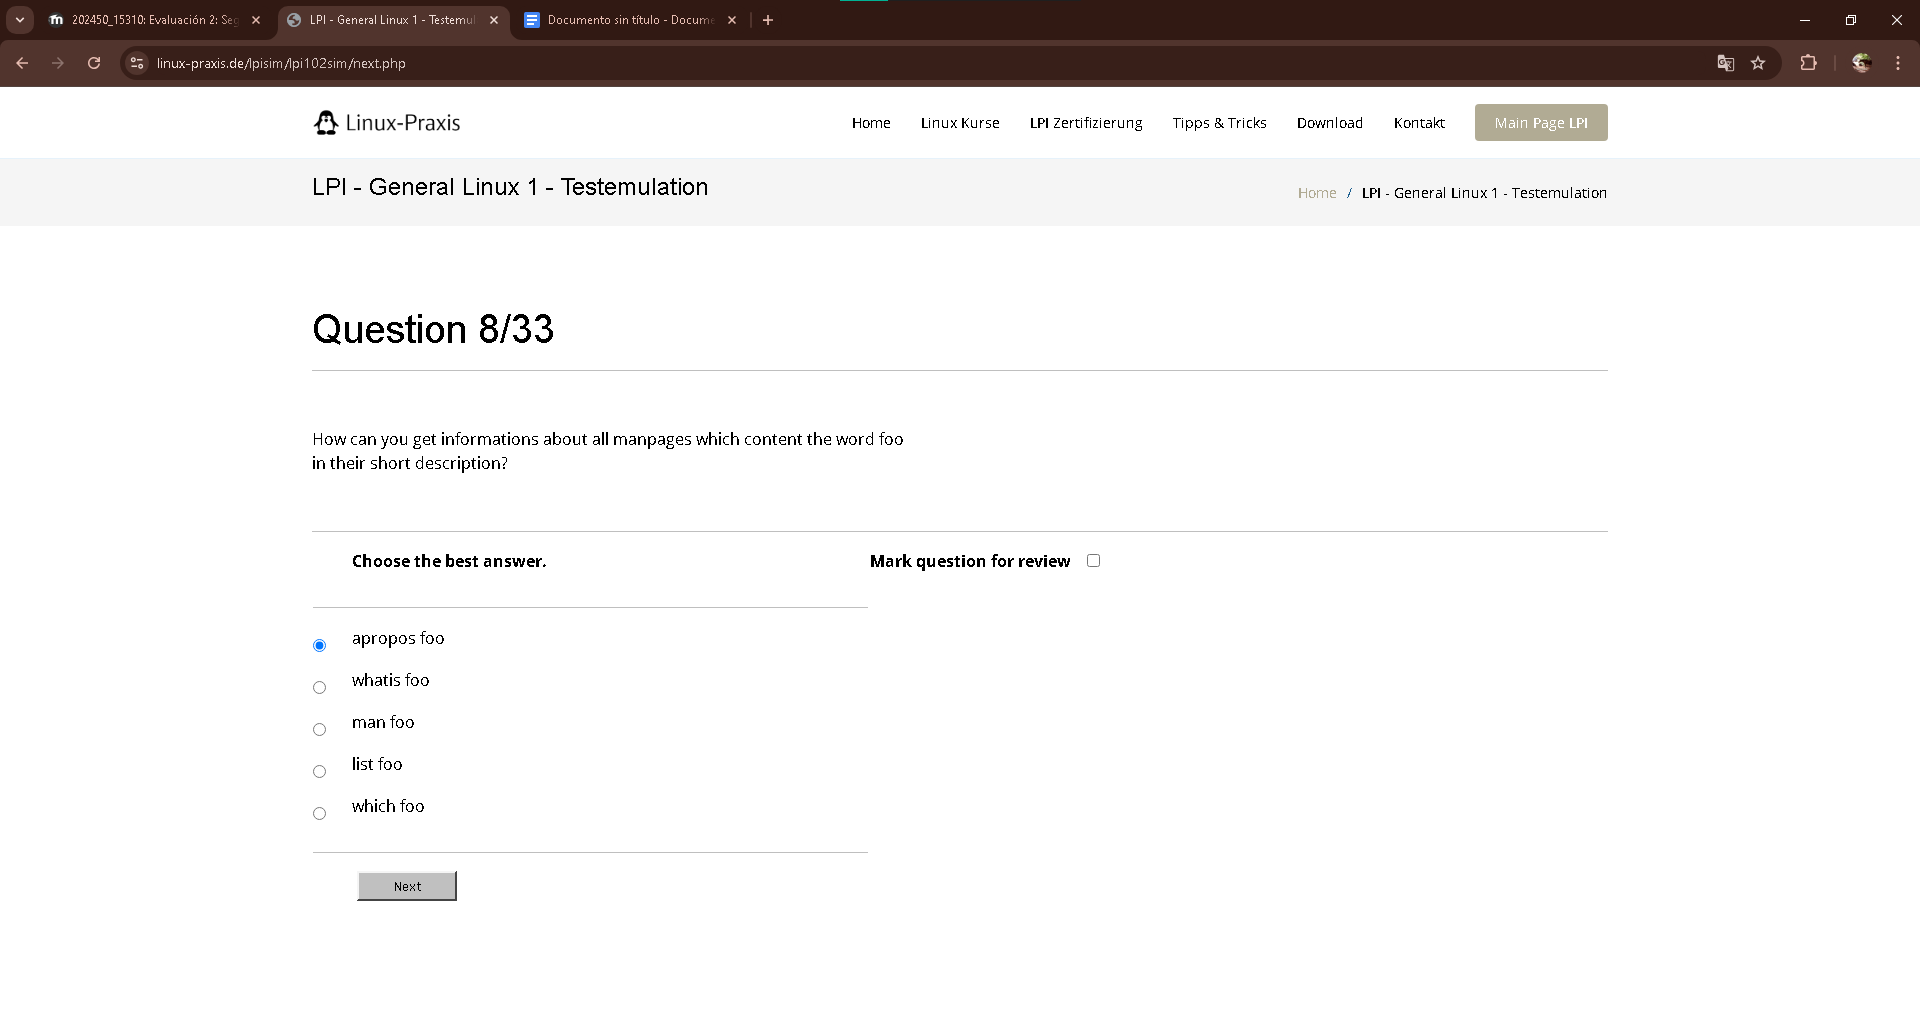 202450_15310: Evaluación 2: Seg
LPI - General Linux 1 - Testemul
Documento sin título - Docume
linux-praxis.de/lpisim/lpi102sim/next.php
Linux-Praxis
Home
Linux Kurse
LPI Zertifizierung
Tipps & Tricks
Download
Kontakt
Main Page LPI
LPI - General Linux 1 - Testemulation
Home / LPI - General Linux 1 - Testemulation
Question 8/33
How can you get informations about all manpages which content the word foo
in their short description?
Choose the best answer.
Mark question for review
apropos foo
whatis foo
man foo
list foo
which foo
Next